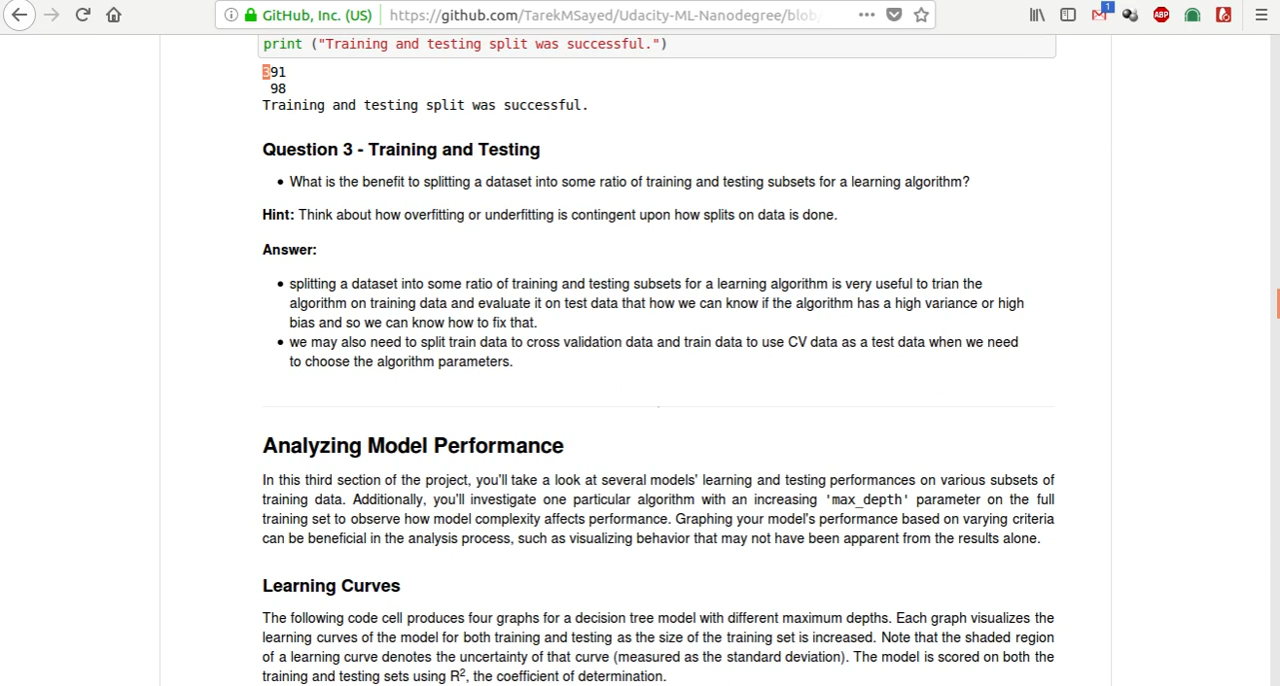 GitHub, Inc. (US) https://github.com/TarekMSayed/Udacity-ML-Nanodegree/blob/
1
ABP
print ("Training and testing split was successful.")
391
98
Training and testing split was successful.
Question 3 - Training and Testing
• What is the benefit to splitting a dataset into some ratio of training and testing subsets for a learning algorithm?
Hint: Think about how overfitting or underfitting is contingent upon how splits on data is done.
Answer:
• splitting a dataset into some ratio of training and testing subsets for a learning algorithm is very useful to trian the
algorithm on training data and evaluate it on test data that how we can know if the algorithm has a high variance or high
bias and so we can know how to fix that.
• we may also need to split train data to cross validation data and train data to use CV data as a test data when we need
to choose the algorithm parameters.
Analyzing Model Performance
In this third section of the project, you'll take a look at several models' learning and testing performances on various subsets of
training data. Additionally, you'll investigate one particular algorithm with an increasing 'max_depth' parameter on the full
training set to observe how model complexity affects performance. Graphing your model's performance based on varying criteria
can be beneficial in the analysis process, such as visualizing behavior that may not have been apparent from the results alone.
Learning Curves
The following code cell produces four graphs for a decision tree model with different maximum depths. Each graph visualizes the
learning curves of the model for both training and testing as the size of the training set is increased. Note that the shaded region
of a learning curve denotes the uncertainty of that curve (measured as the standard deviation). The model is scored on both the
training and testing sets using R², the coefficient of determination.